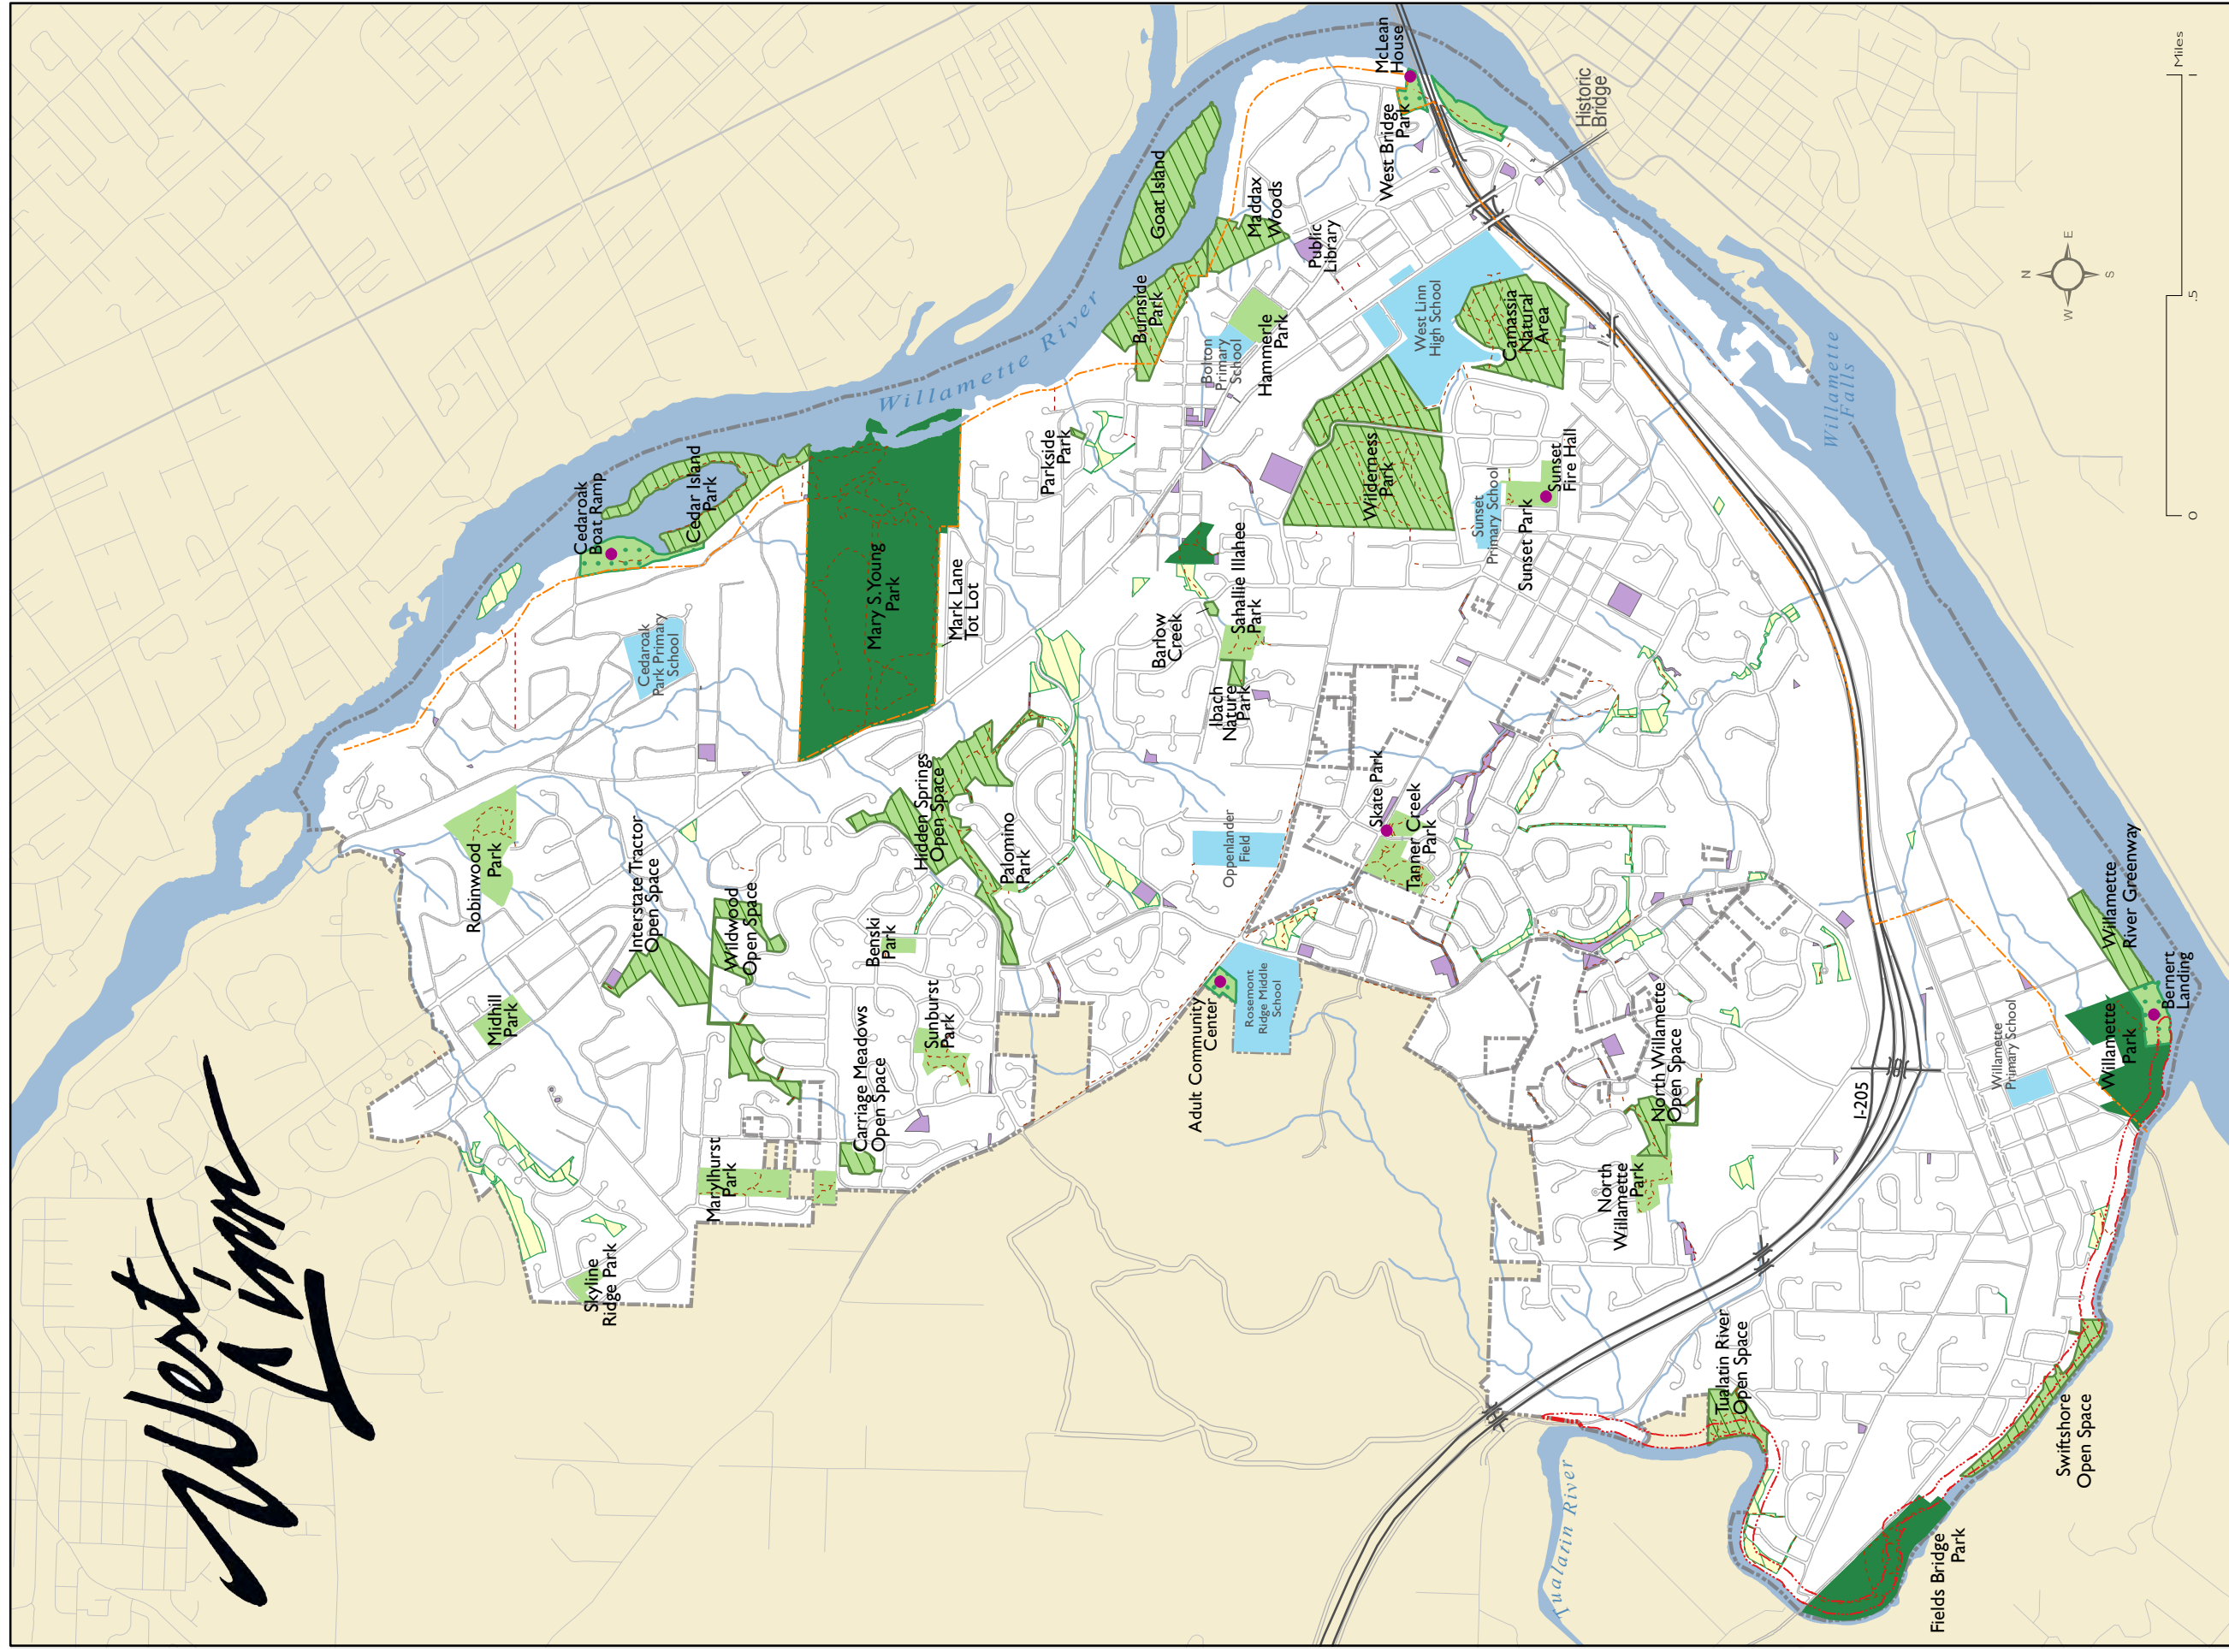 West
Linn
Cedaroak
Boat Ramp
Cedar Island
Park
Willamette River
Goat Island
McLean
House
West Bridge
Park
Historic
Bridge
Maddax
Woods
Public
Library
Burnside
Park
Bolton
Primary
School
Hammerle
Park
West Linn
High School
Camassia
Natural
Area
Willamette
Falls
Parkside
Park
Wilderness
Park
Sunset
Primary School
Sunset
Fire Hall
Sunset Park
Mary S. Young
Park
Mark Lane
Tot Lot
Cedaroak
Park Primary
School
Barlow
Creek
Sahallie Illahee
Park
Ibach
Nature
Park
Robinwood
Park
Interstate Tractor
Open Space
Hidden Springs
Open Space
Palomino
Park
Oppenlander
Field
Skate Park
Tanner Creek
Park
Wildwood
Open Space
Benski
Park
Midhill
Park
Sunburst
Park
Carriage Meadows
Open Space
Marylhurst
Park
Skyline
Ridge Park
Adult Community
Center
Rosemont
Ridge Middle
School
North Willamette
Open Space
North
Willamette
Park
I-205
Willamette
Primary School
Willamette
Park
Willamette
River Greenway
Bernert
Landing
Tualatin River
Open Space
Tualatin River
Swiftshore
Open Space
Fields Bridge
Park
N
E
S
W
0
.5
1
Miles